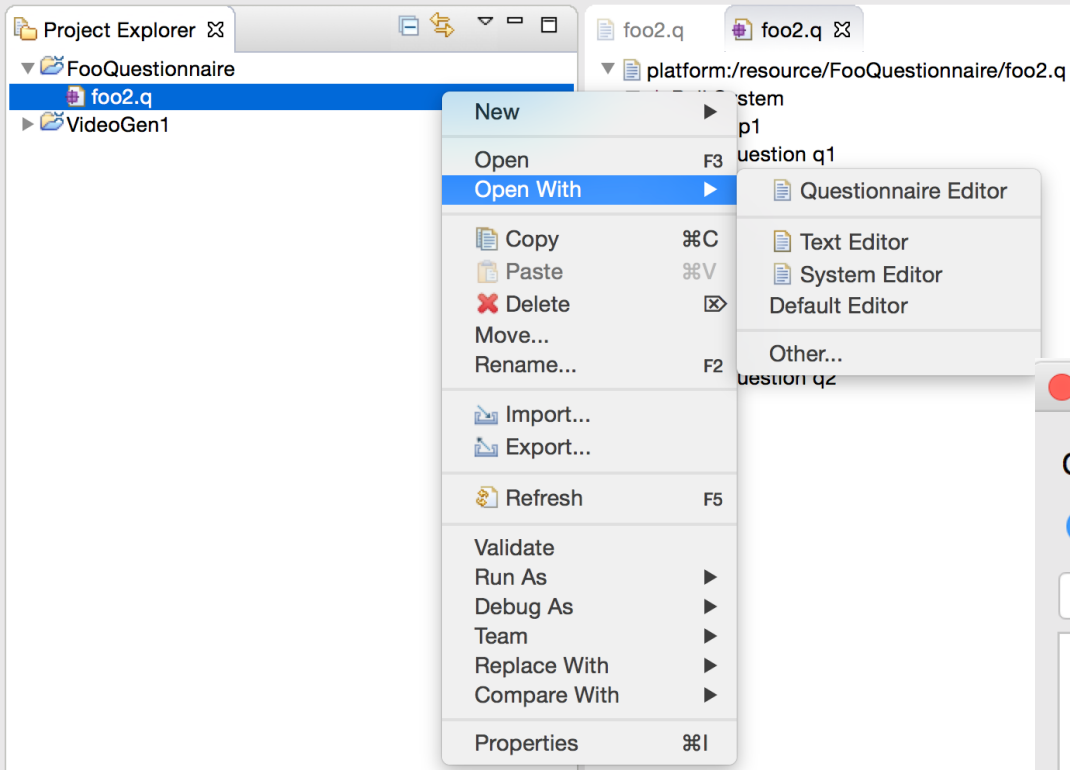 Project Explorer
foo2.q
foo2.q
FooQuestionnaire
foo2.q
VideoGen1
platform:/resource/FooQuestionnaire/foo2.q
stem
p1
uestion q1
uestion q2
New
Open F3
Open With
Copy ⌘C
Paste ⌘V
Delete ⌦
Move...
Rename... F2
Import...
Export...
Refresh F5
Validate
Run As
Debug As
Team
Replace With
Compare With
Properties ⌘I
Questionnaire Editor
Text Editor
System Editor
Default Editor
Other...